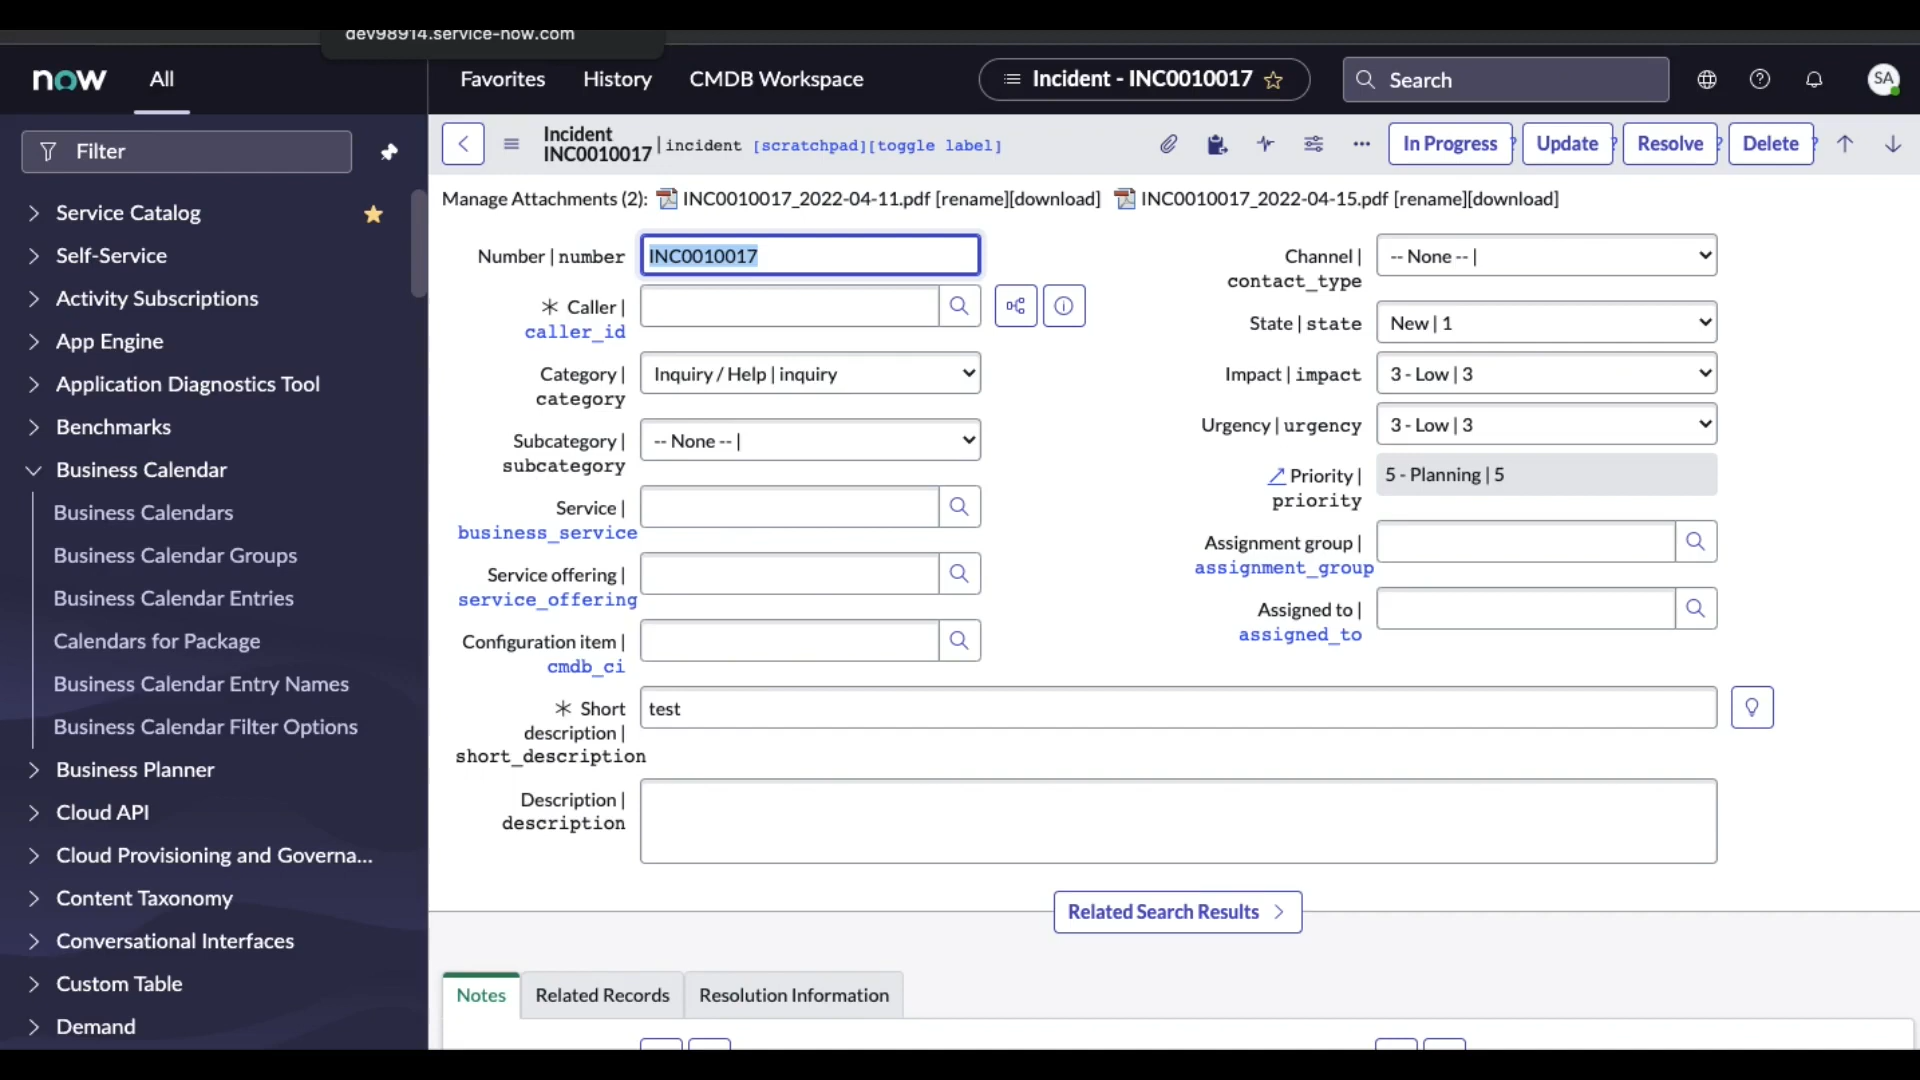 dev98914.service-now.com
now All Favorites History CMDB Workspace Incident - INC0010017 Search SA
Filter
Service Catalog
Self-Service
Activity Subscriptions
App Engine
Application Diagnostics Tool
Benchmarks
Business Calendar
Business Calendars
Business Calendar Groups
Business Calendar Entries
Calendars for Package
Business Calendar Entry Names
Business Calendar Filter Options
Business Planner
Cloud API
Cloud Provisioning and Governa...
Content Taxonomy
Conversational Interfaces
Custom Table
Demand
Incident
INC0010017 | incident [scratchpad][toggle label]
In Progress ? Update ? Resolve ? Delete ?
Manage Attachments (2): INC0010017_2022-04-11.pdf [rename][download] INC0010017_2022-04-15.pdf [rename][download]
Number | number INC0010017
Caller |
caller_id
Category |
category
Inquiry / Help | inquiry
Subcategory |
subcategory
-- None -- |
Service |
business_service
Service offering |
service_offering
Configuration item |
cmdb_ci
Channel |
contact_type
-- None -- |
State | state New | 1
Impact | impact 3 - Low | 3
Urgency | urgency 3 - Low | 3
Priority |
priority
5 - Planning | 5
Assignment group |
assignment_group
Assigned to |
assigned_to
Short
description |
short_description
test
Description |
description
Related Search Results
Notes Related Records Resolution Information